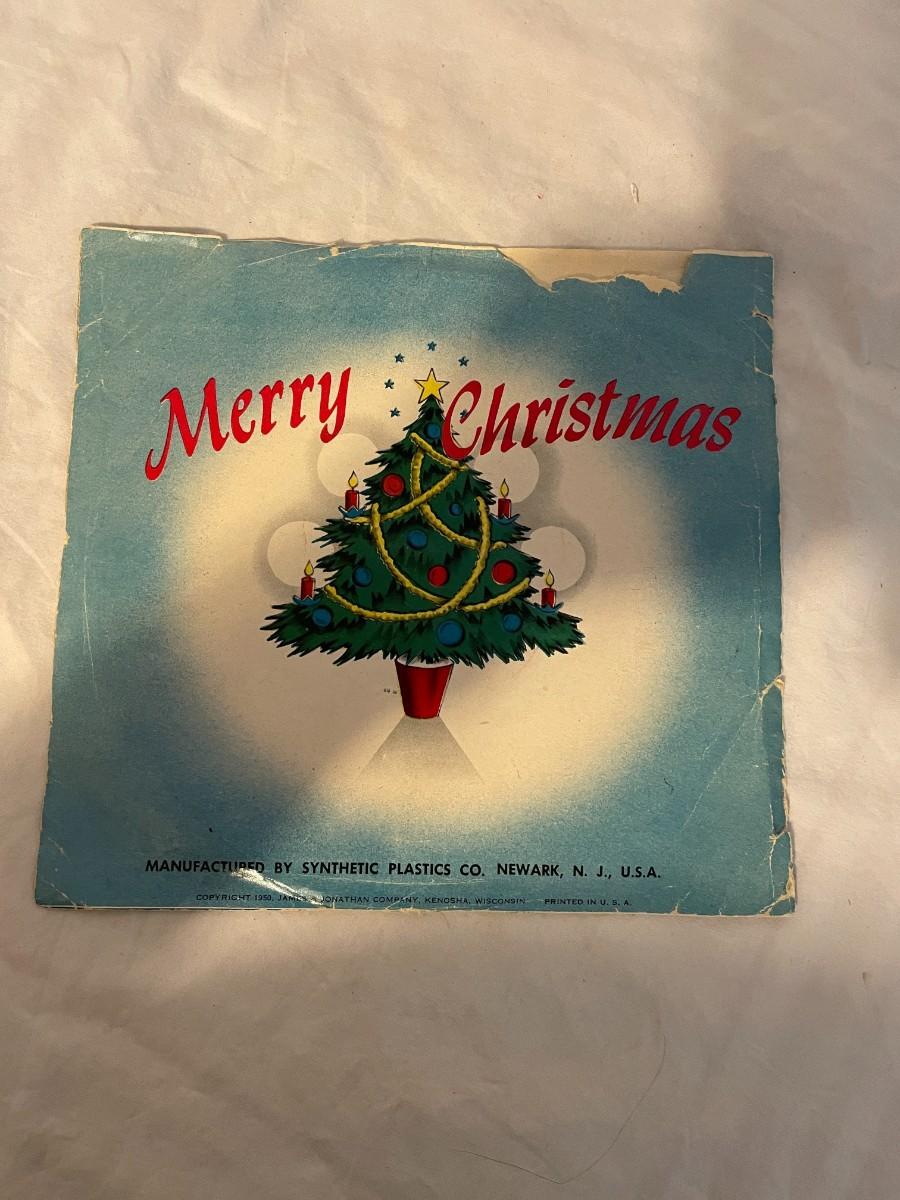 Merry Christmas
MANUFACTURED BY SYNTHETIC PLASTICS CO. NEWARK, N. J., U.S.A.
COPYRIGHT 1950, JAMES & JONATHAN COMPANY, KENOSHA, WISCONSIN PRINTED IN U. S. A.